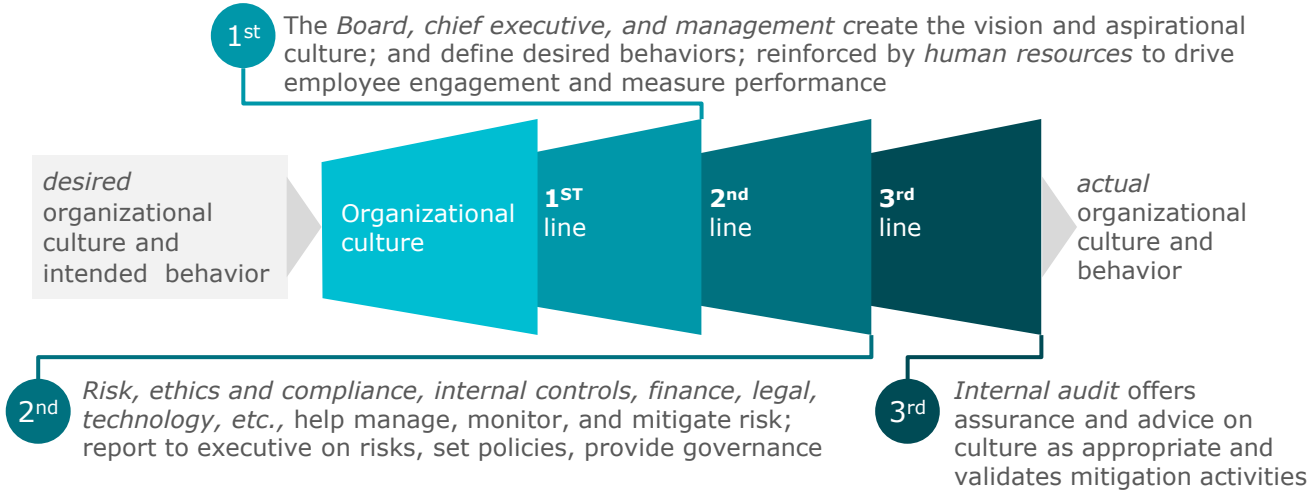 1st
The Board, chief executive, and management create the vision and aspirational
culture; and define desired behaviors; reinforced by human resources to drive
employee engagement and measure performance
desired
organizational
culture and
intended behavior
Organizational
culture
1ST
line
2nd
line
3rd
line
actual
organizational
culture and
behavior
2nd
Risk, ethics and compliance, internal controls, finance, legal,
technology, etc., help manage, monitor, and mitigate risk;
report to executive on risks, set policies, provide governance
3rd
Internal audit offers
assurance and advice on
culture as appropriate and
validates mitigation activities